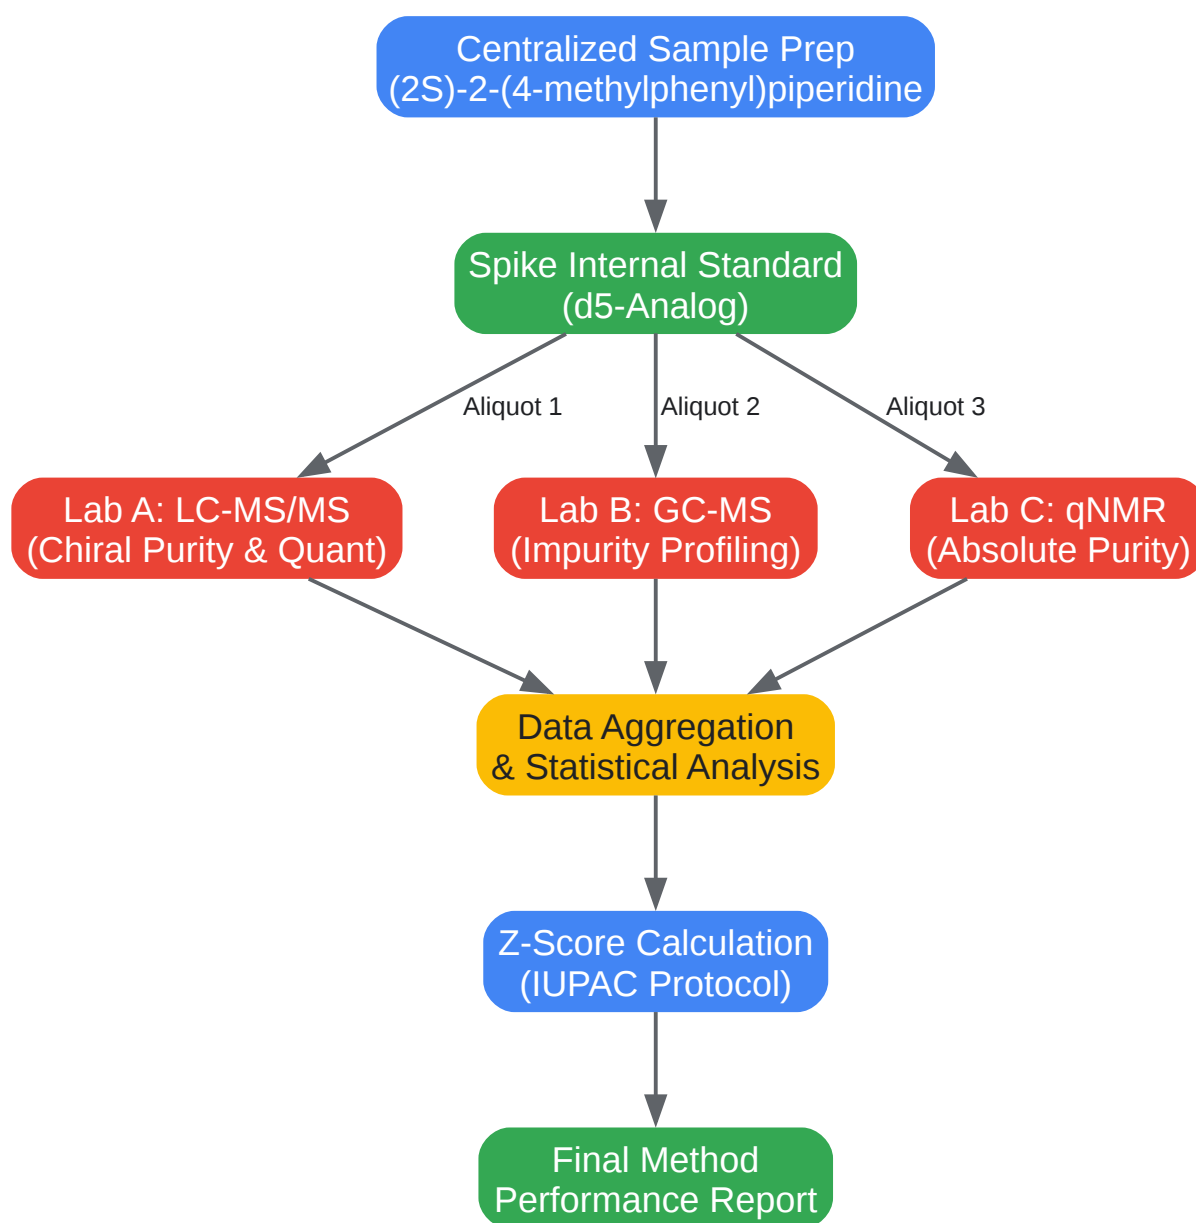 Centralized Sample Prep
(2S)-2-(4-methylphenyl)piperidine
Spike Internal Standard
(d5-Analog)
Aliquot 1
Aliquot 2
Aliquot 3
Lab A: LC-MS/MS
(Chiral Purity & Quant)
Lab B: GC-MS
(Impurity Profiling)
Lab C: qNMR
(Absolute Purity)
Data Aggregation
& Statistical Analysis
Z-Score Calculation
(IUPAC Protocol)
Final Method
Performance Report